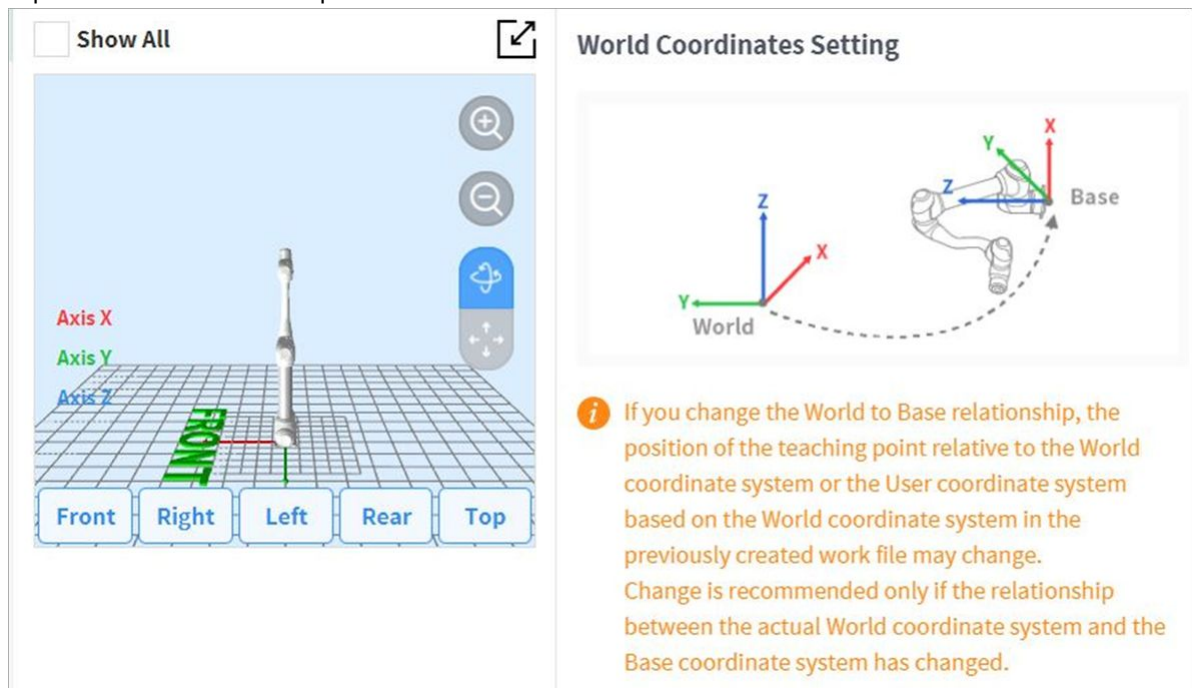 Show All
Axis X
Axis Y
Axis Z
FRONT
Front
Right
Left
Rear
Top
World Coordinates Setting
X
Y
Z
Base
Z
X
Y
World
If you change the World to Base relationship, the
position of the teaching point relative to the World
coordinate system or the User coordinate system
based on the World coordinate system in the
previously created work file may change.
Change is recommended only if the relationship
between the actual World coordinate system and the
Base coordinate system has changed.